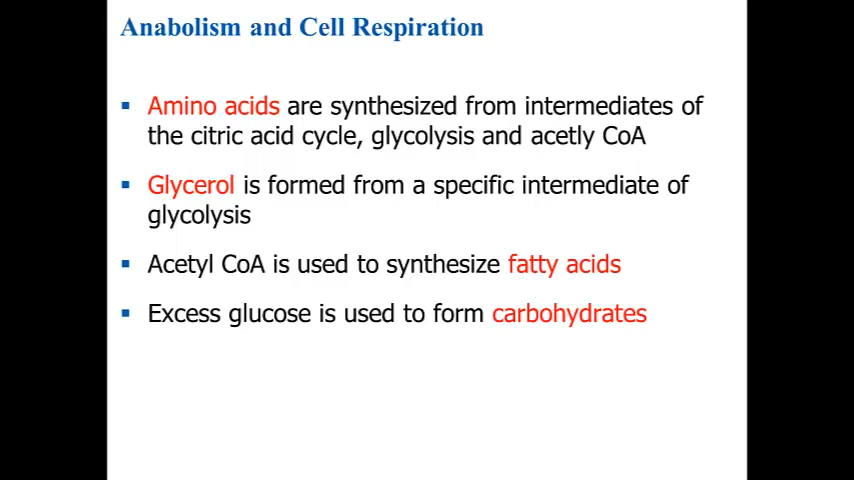 Anabolism and Cell Respiration
▪ Amino acids are synthesized from intermediates of
the citric acid cycle, glycolysis and acetly CoA
▪ Glycerol is formed from a specific intermediate of
glycolysis
▪ Acetyl CoA is used to synthesize fatty acids
▪ Excess glucose is used to form carbohydrates